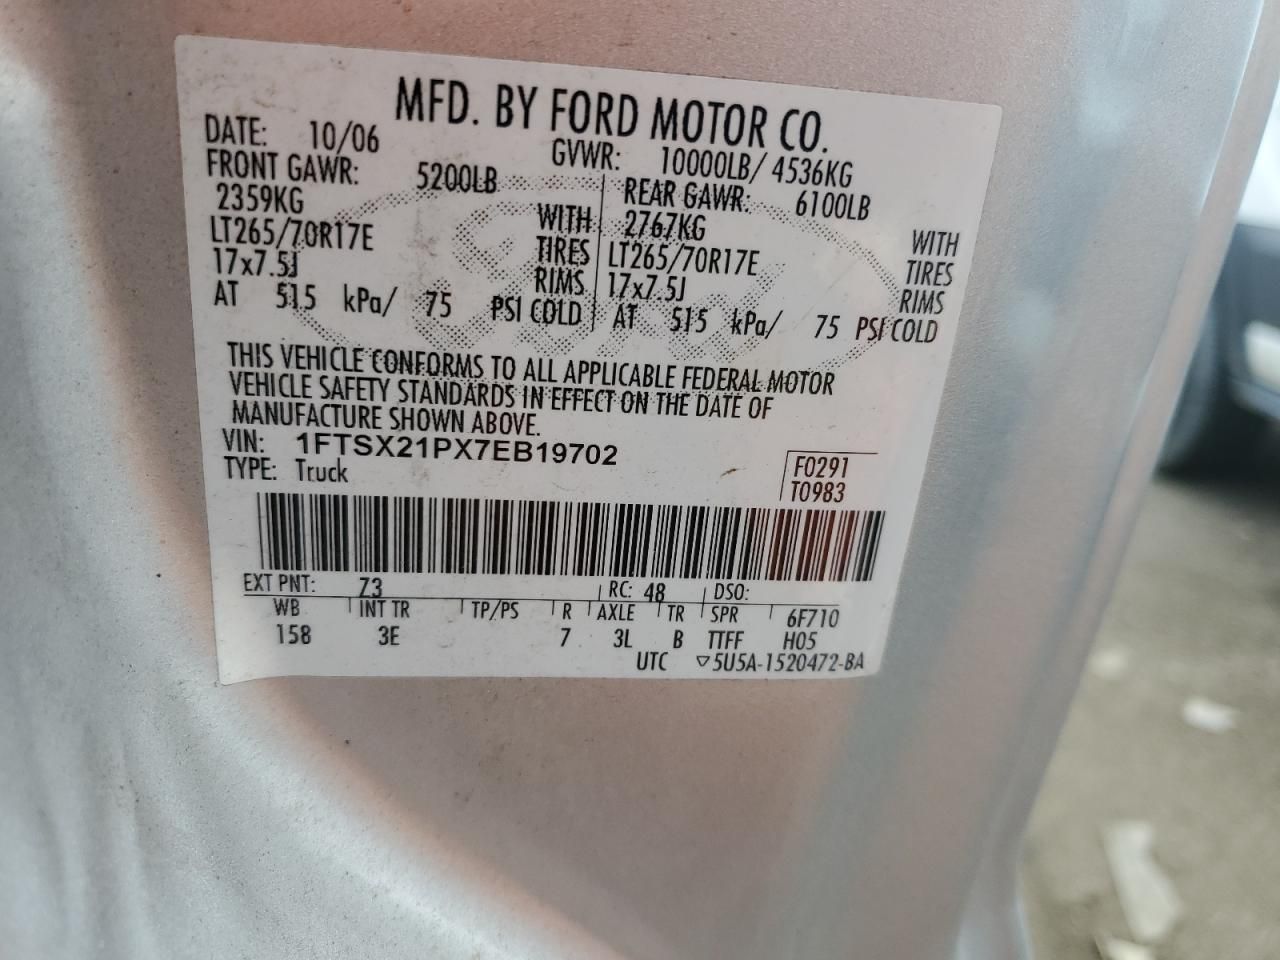 MFD. BY FORD MOTOR CO.
DATE: 10/06 GVWR: 10000LB/ 4536KG
FRONT GAWR: 5200LB REAR GAWR: 6100LB
2359KG WITH 2767KG WITH
LT265/70R17E TIRES LT265/70R17E TIRES
17x7.5J RIMS 17x7.5J RIMS
AT 515 kPa/ 75 PSI COLD AT 515 kPa/ 75 PSI COLD
THIS VEHICLE CONFORMS TO ALL APPLICABLE FEDERAL MOTOR
VEHICLE SAFETY STANDARDS IN EFFECT ON THE DATE OF
MANUFACTURE SHOWN ABOVE.
VIN: 1FTSX21PX7EB19702
TYPE: Truck
F0291
T0983
EXT PNT: Z3 RC: 48 DSO:
WB INT TR TP/PS R AXLE TR SPR 6F710
158 3E 7 3L B TTFF H05
UTC ▽5U5A-1520472-BA